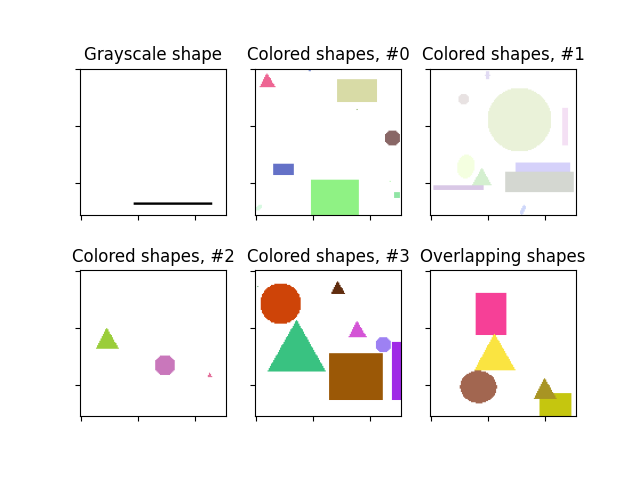 Grayscale shape
Colored shapes, #0
Colored shapes, #1
Colored shapes, #2
Colored shapes, #3
Overlapping shapes